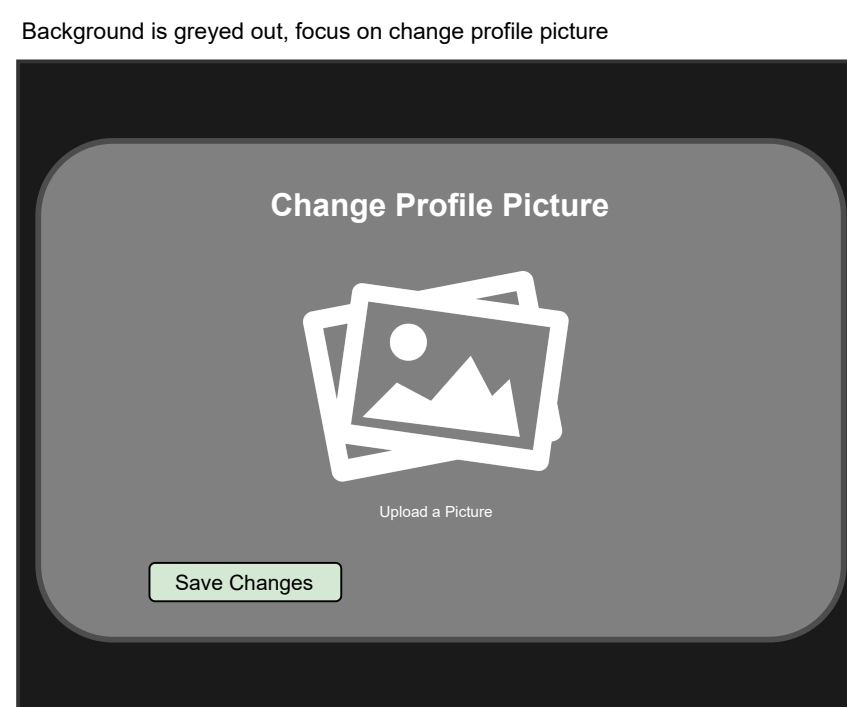 Background is greyed out, focus on change profile picture
Change Profile Picture
Upload a Picture
Save Changes